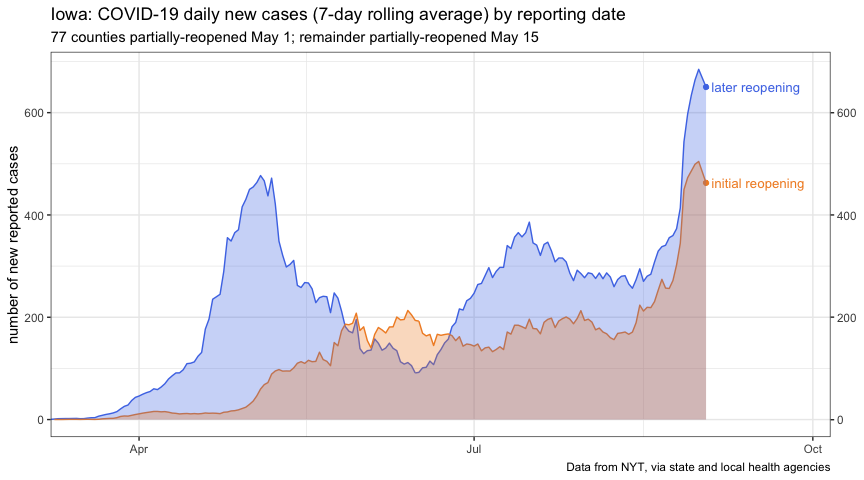 Iowa: COVID-19 daily new cases (7-day rolling average) by reporting date
77 counties partially-reopened May 1; remainder partially-reopened May 15
number of new reported cases
600
400
200
0
600
400
200
0
later reopening
initial reopening
Apr
Jul
Oct
Data from NYT, via state and local health agencies